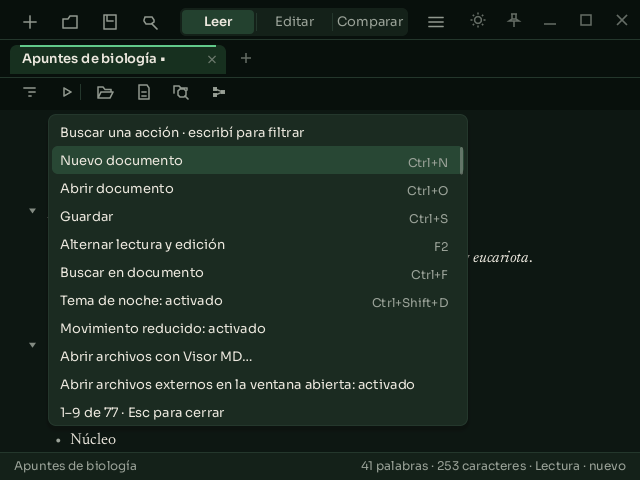 Leer Editar Comparar
Apuntes de biología •
Buscar una acción · escribí para filtrar
Nuevo documento Ctrl+N
Abrir documento Ctrl+O
Guardar Ctrl+S
Alternar lectura y edición F2
eucariota.
Buscar en documento Ctrl+F
Tema de noche: activado Ctrl+Shift+D
Movimiento reducido: activado
Abrir archivos con Visor MD...
Abrir archivos externos en la ventana abierta: activado
1–9 de 77 · Esc para cerrar
• Núcleo
Apuntes de biología 41 palabras · 253 caracteres · Lectura · nuevo